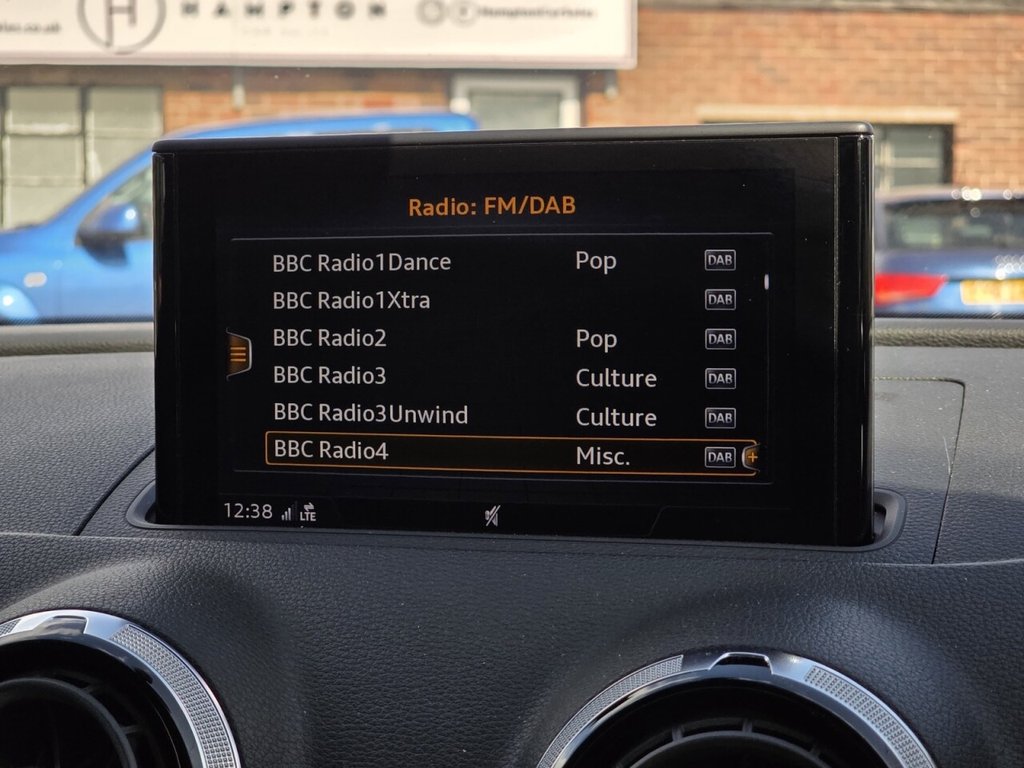 H HAMPTON
Radio: FM/DAB
BBC Radio1Dance Pop DAB
BBC Radio1Xtra DAB
BBC Radio2 Pop DAB
BBC Radio3 Culture DAB
BBC Radio3Unwind Culture DAB
BBC Radio4 Misc. DAB +
12:38 LTE